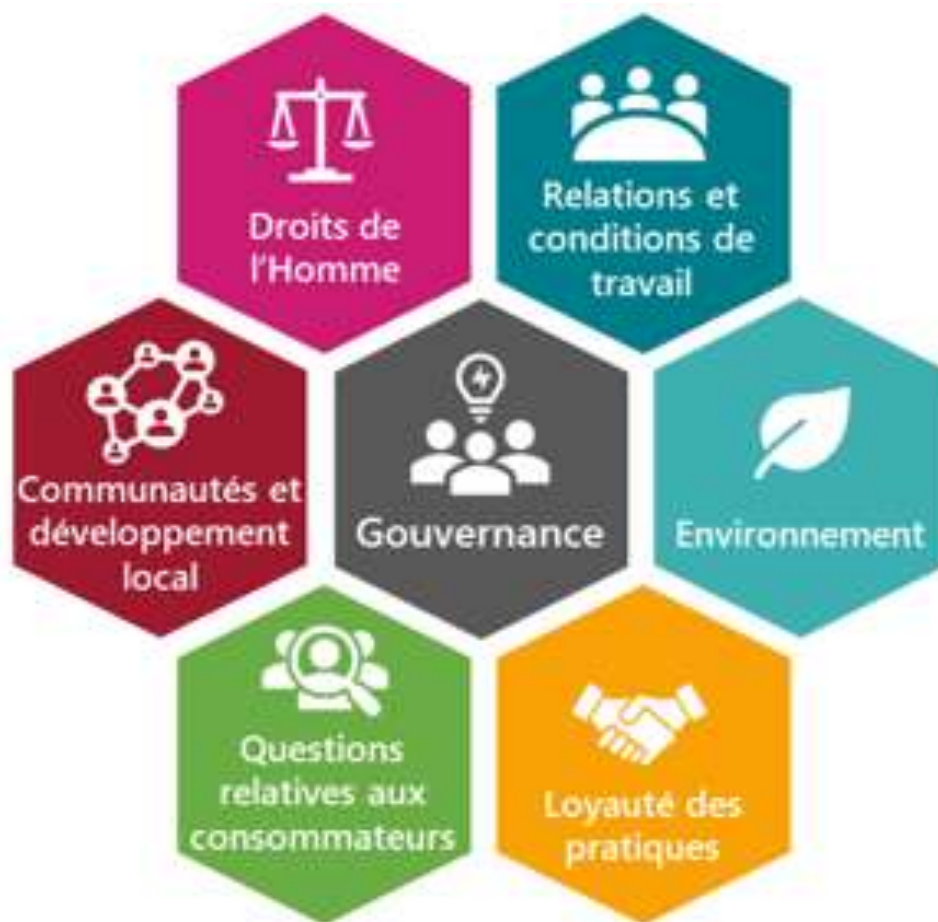 Droits de
l'Homme
Relations et
conditions de
travail
Communautés et
développement
local
Gouvernance
Environnement
Questions
relatives aux
consommateurs
Loyauté des
pratiques